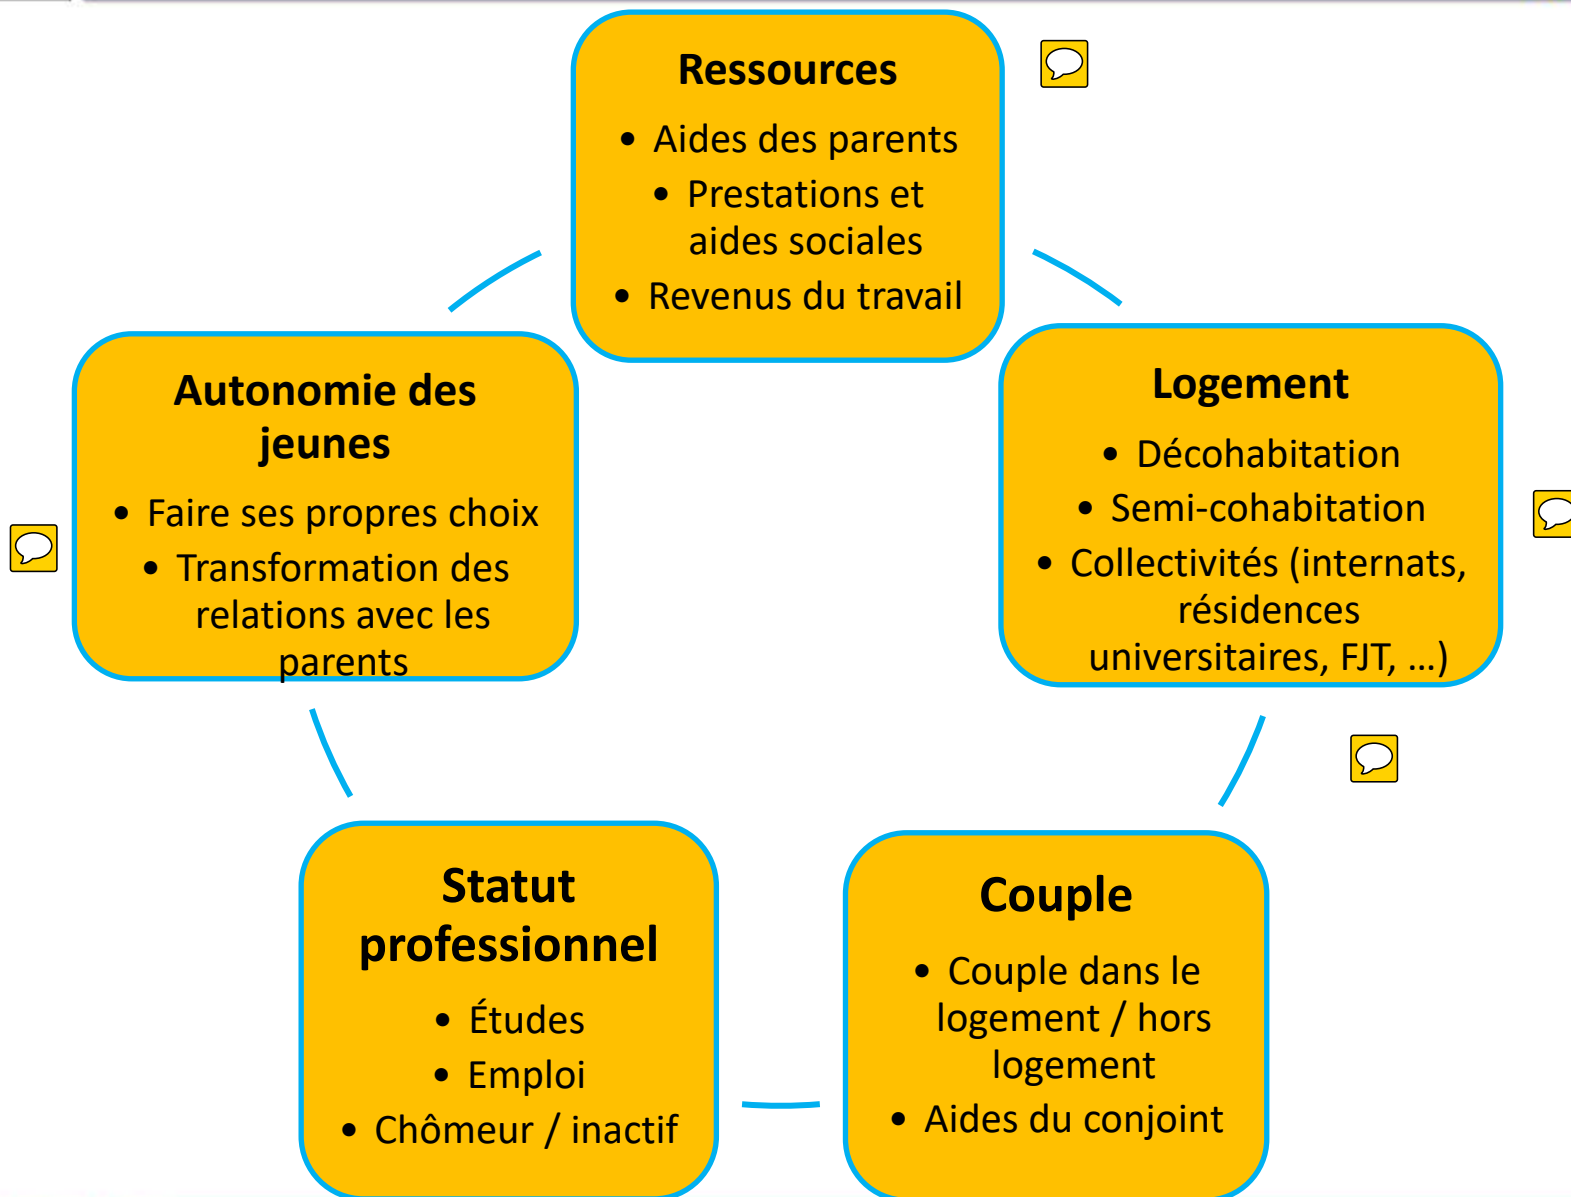 Ressources
• Aides des parents
• Prestations et
aides sociales
• Revenus du travail
Autonomie des
jeunes
• Faire ses propres choix
• Transformation des
relations avec les
parents
Logement
• Décohabitation
• Semi-cohabitation
• Collectivités (internats,
résidences
universitaires, FJT, …)
Statut
professionnel
• Études
• Emploi
• Chômeur / inactif
Couple
• Couple dans le
logement / hors
logement
• Aides du conjoint